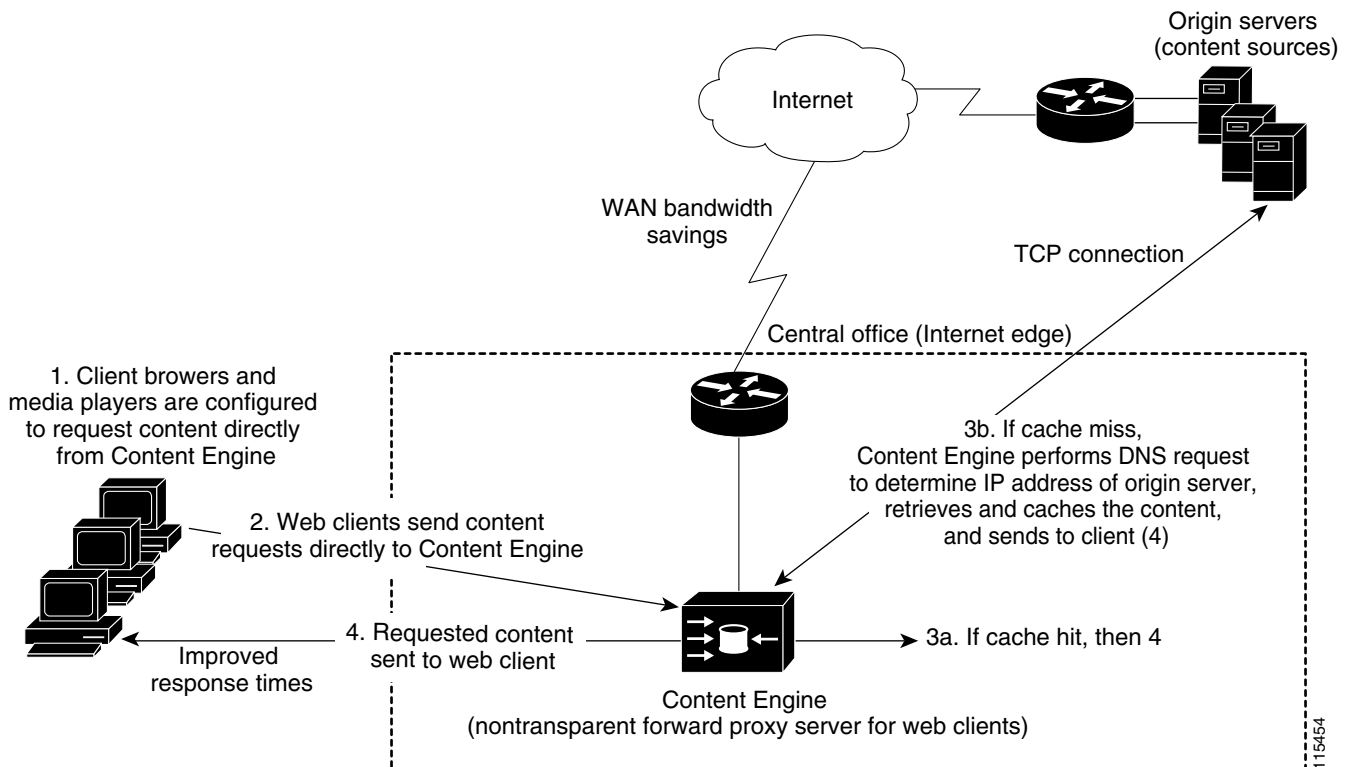 Origin servers
(content sources)
Internet
WAN bandwidth
savings
TCP connection
Central office (Internet edge)
1. Client browers and
media players are configured
to request content directly
from Content Engine
3b. If cache miss,
Content Engine performs DNS request
to determine IP address of origin server,
retrieves and caches the content,
and sends to client (4)
2. Web clients send content
requests directly to Content Engine
4. Requested content
sent to web client
3a. If cache hit, then 4
Improved
response times
Content Engine
(nontransparent forward proxy server for web clients)
115454